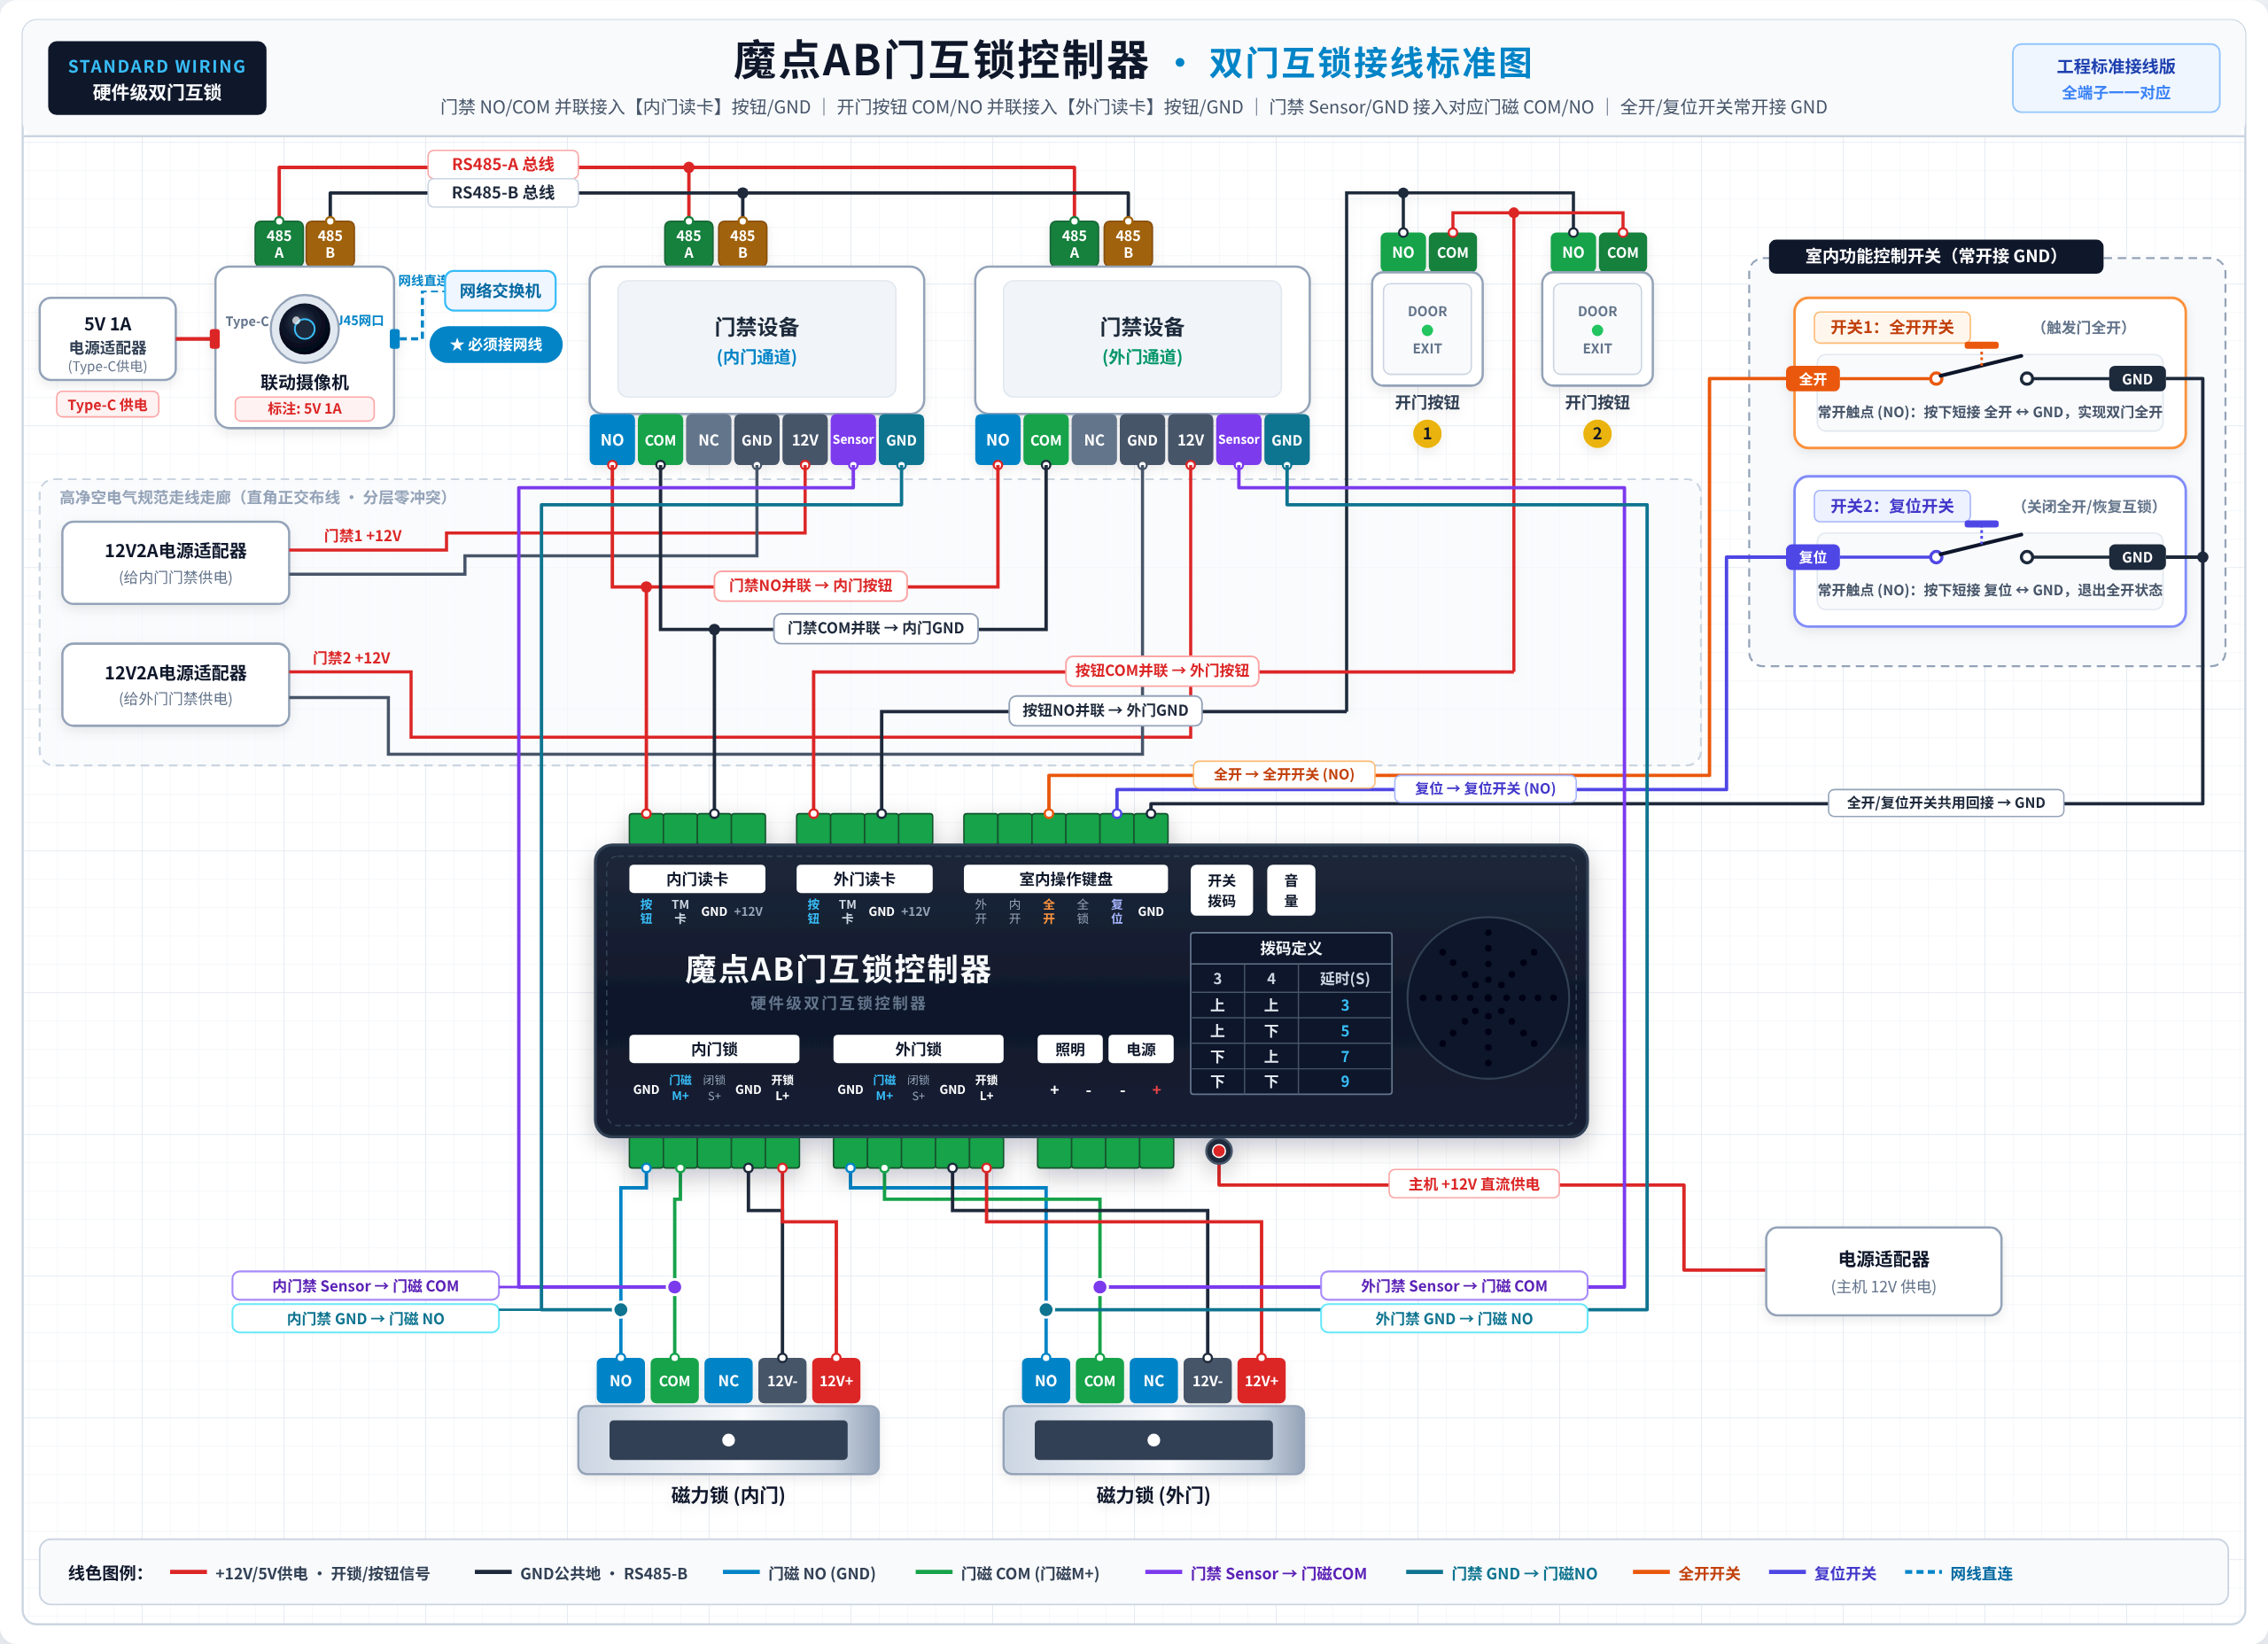 STANDARD WIRING
硬件级双门互锁
魔点AB门互锁控制器 · 双门互锁接线标准图
门禁 NO/COM 并联接入【内门读卡】按钮/GND ｜ 开门按钮 COM/NO 并联接入【外门读卡】按钮/GND ｜ 门禁 Sensor/GND 接入对应门磁 COM/NO ｜ 全开/复位开关常开接 GND
工程标准接线版
全端子一一对应
RS485-A 总线
RS485-B 总线
485 A
485 B
485 A
485 B
485 A
485 B
5V 1A
电源适配器
(Type-C供电)
Type-C 供电
Type-C
J45网口
联动摄像机
标注: 5V 1A
网线直连
网络交换机
★ 必须接网线
门禁设备
(内门通道)
NO COM NC GND 12V Sensor GND
门禁设备
(外门通道)
NO COM NC GND 12V Sensor GND
NO COM
DOOR
EXIT
开门按钮
1
NO COM
DOOR
EXIT
开门按钮
2
室内功能控制开关（常开接 GND）
开关1：全开开关
（触发门全开）
全开
GND
常开触点 (NO)：按下短接 全开 ↔ GND，实现双门全开
开关2：复位开关
（关闭全开/恢复互锁）
复位
GND
常开触点 (NO)：按下短接 复位 ↔ GND，退出全开状态
高净空电气规范走线走廊（直角正交布线 · 分层零冲突）
12V2A电源适配器
(给内门门禁供电)
门禁1 +12V
12V2A电源适配器
(给外门门禁供电)
门禁2 +12V
门禁NO并联 → 内门按钮
门禁COM并联 → 内门GND
按钮COM并联 → 外门按钮
按钮NO并联 → 外门GND
全开 → 全开开关 (NO)
复位 → 复位开关 (NO)
全开/复位开关共用回接 → GND
内门读卡
按钮 TM卡 GND +12V
外门读卡
按钮 TM卡 GND +12V
室内操作键盘
外开 内开 全开 全锁 复位 GND
开关
拨码
音
量
魔点AB门互锁控制器
硬件级双门互锁控制器
拨码定义
3 4 延时(S)
上 上 3
上 下 5
下 上 7
下 下 9
内门锁
GND 门磁M+ 闭锁S+ GND 开锁L+
外门锁
GND 门磁M+ 闭锁S+ GND 开锁L+
照明
+ -
电源
- +
主机 +12V 直流供电
电源适配器
(主机 12V 供电)
内门禁 Sensor → 门磁 COM
内门禁 GND → 门磁 NO
外门禁 Sensor → 门磁 COM
外门禁 GND → 门磁 NO
NO COM NC 12V- 12V+
磁力锁 (内门)
NO COM NC 12V- 12V+
磁力锁 (外门)
线色图例： +12V/5V供电 · 开锁/按钮信号 GND公共地 · RS485-B 门磁 NO (GND) 门磁 COM (门磁M+) 门禁 Sensor → 门磁COM 门禁 GND → 门磁NO 全开开关 复位开关 网线直连